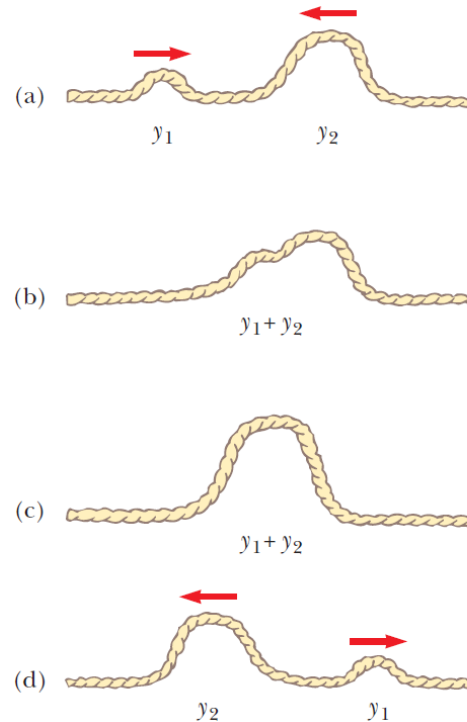 (a)
y₁ y₂
(b)
y₁ + y₂
(c)
y₁ + y₂
(d)
y₂ y₁